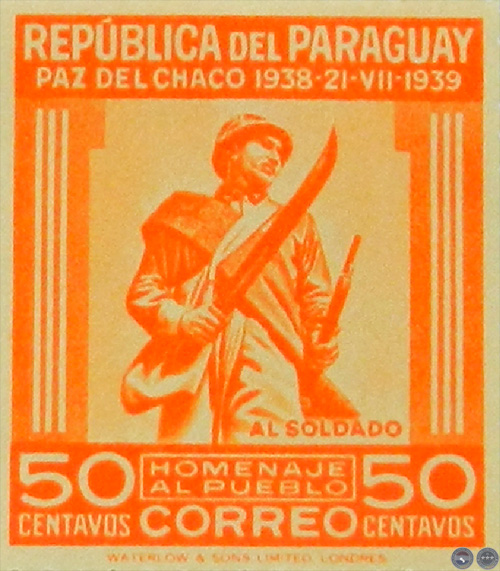 REPÚBLICA DEL PARAGUAY
PAZ DEL CHACO 1938-21-VII-1939
AL SOLDADO
50 HOMENAJE AL PUEBLO 50
CENTAVOS CORREO CENTAVOS
WATERLOW & SONS LIMITED, LONDRES.